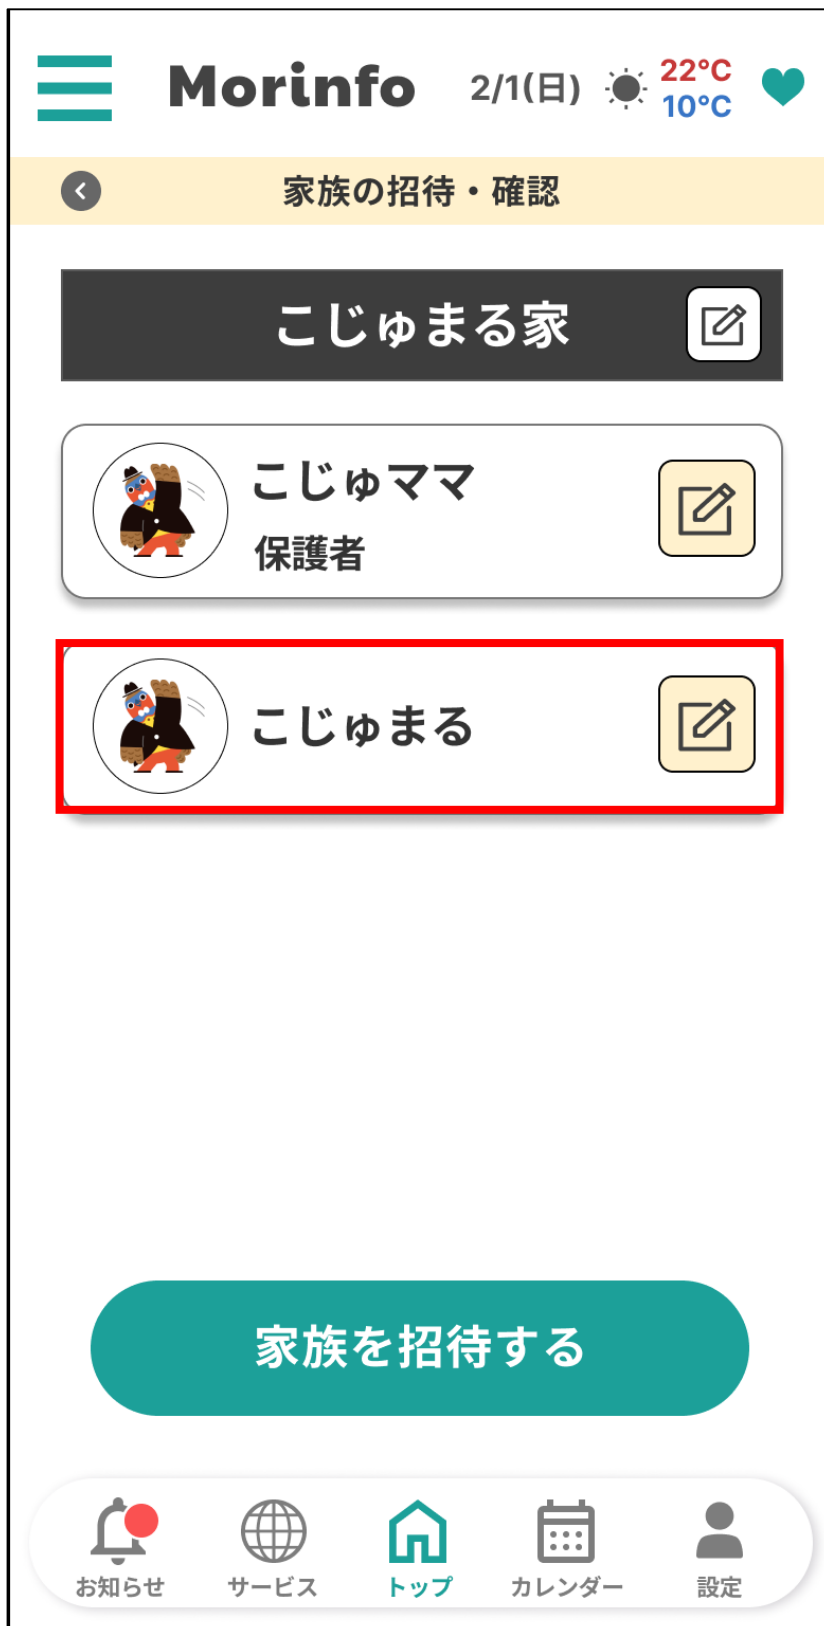 Morinfo 2/1(日) 22°C
10°C
家族の招待・確認
こじゅまる家
こじゅママ
保護者
こじゅまる
家族を招待する
お知らせ サービス トップ カレンダー 設定